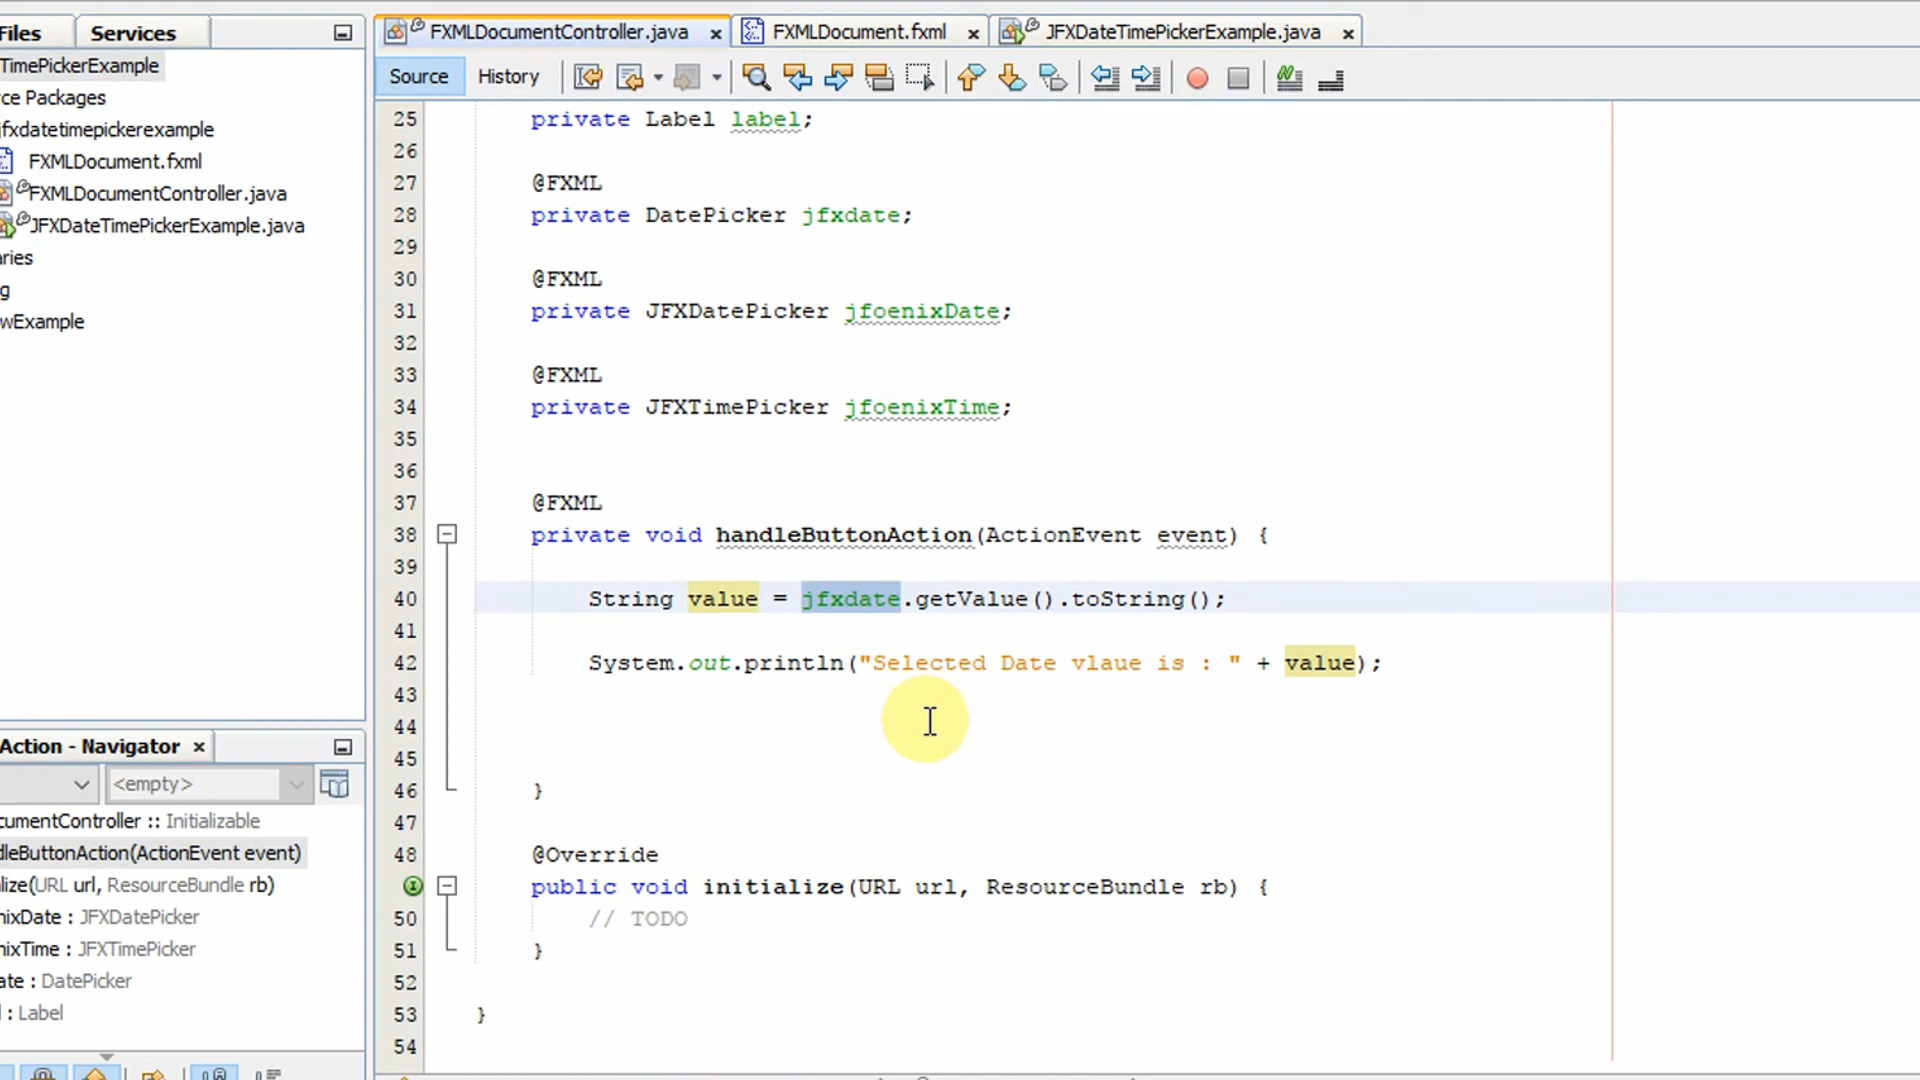 Files
Services
TimePickerExample
ce Packages
jfxdatetimepickerexample
FXMLDocument.fxml
FXMLDocumentController.java
JFXDateTimePickerExample.java
aries
g
wExample
Action - Navigator
<empty>
cumentController :: Initializable
dleButtonAction(ActionEvent event)
lize(URL url, ResourceBundle rb)
nixDate : JFXDatePicker
nixTime : JFXTimePicker
ate : DatePicker
l : Label
FXMLDocumentController.java
FXMLDocument.fxml
JFXDateTimePickerExample.java
Source
History
25 private Label label;
26
27 @FXML
28 private DatePicker jfxdate;
29
30 @FXML
31 private JFXDatePicker jfoenixDate;
32
33 @FXML
34 private JFXTimePicker jfoenixTime;
35
36
37 @FXML
38 private void handleButtonAction(ActionEvent event) {
39
40 String value = jfxdate.getValue().toString();
41
42 System.out.println("Selected Date vlaue is : " + value);
43
44
45
46 }
47
48 @Override
public void initialize(URL url, ResourceBundle rb) {
50 // TODO
51 }
52
53 }
54